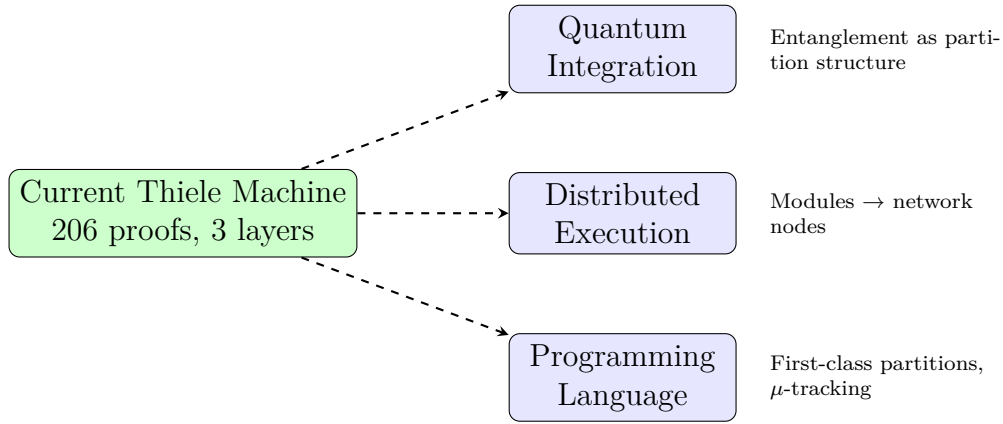 Quantum
Integration
Entanglement as parti-
tion structure
Current Thiele Machine
206 proofs, 3 layers
Distributed
Execution
Modules → network
nodes
Programming
Language
First-class partitions,
μ-tracking